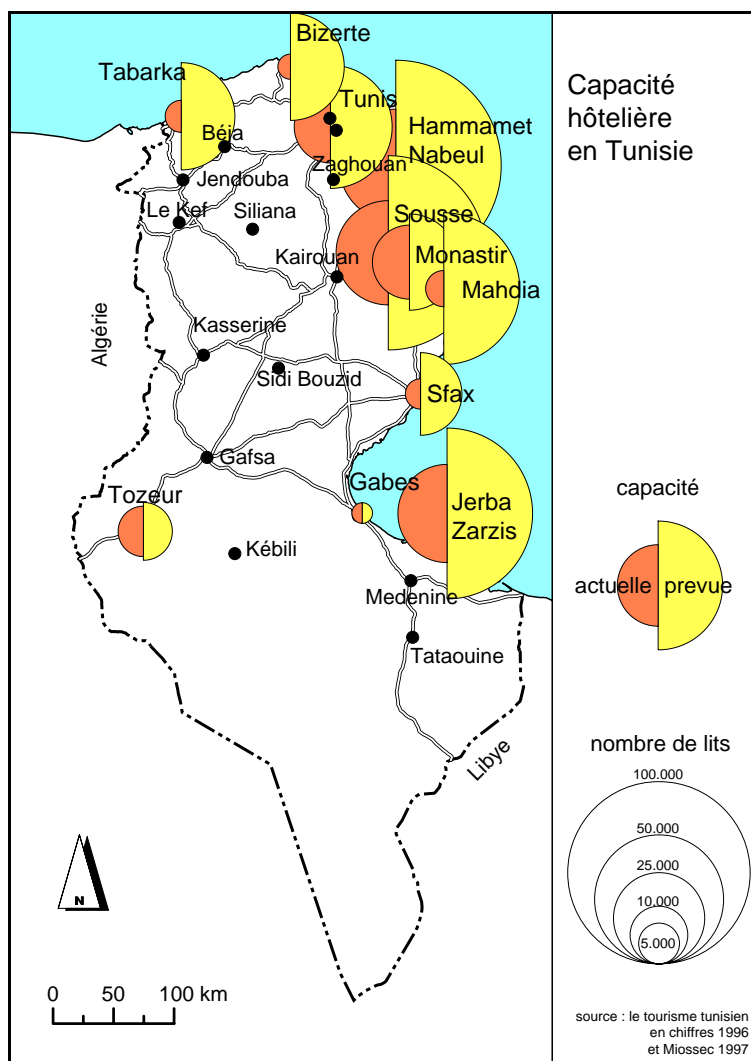 Bizerte
Tabarka
Tunis
Hammamet
Nabeul
Béja
Zaghouan
Jendouba
Le Kef
Siliana
Sousse
Kairouan
Monastir
Mahdia
Algérie
Kasserine
Sidi Bouzid
Sfax
Gafsa
Gabes
Tozeur
Jerba
Zarzis
Kébili
Medenine
Tataouine
Libye
N
0 50 100 km
Capacité
hôtelière
en Tunisie
capacité
actuelle prevue
nombre de lits
100.000
50.000
25.000
10.000
5.000
source : le tourisme tunisien
en chiffres 1996
et Miossec 1997